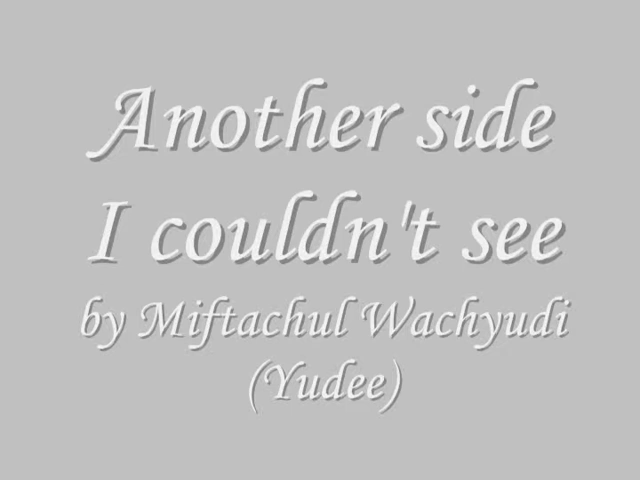 Another side
I couldn't see
by Miftachul Wachyudi
(Yudee)